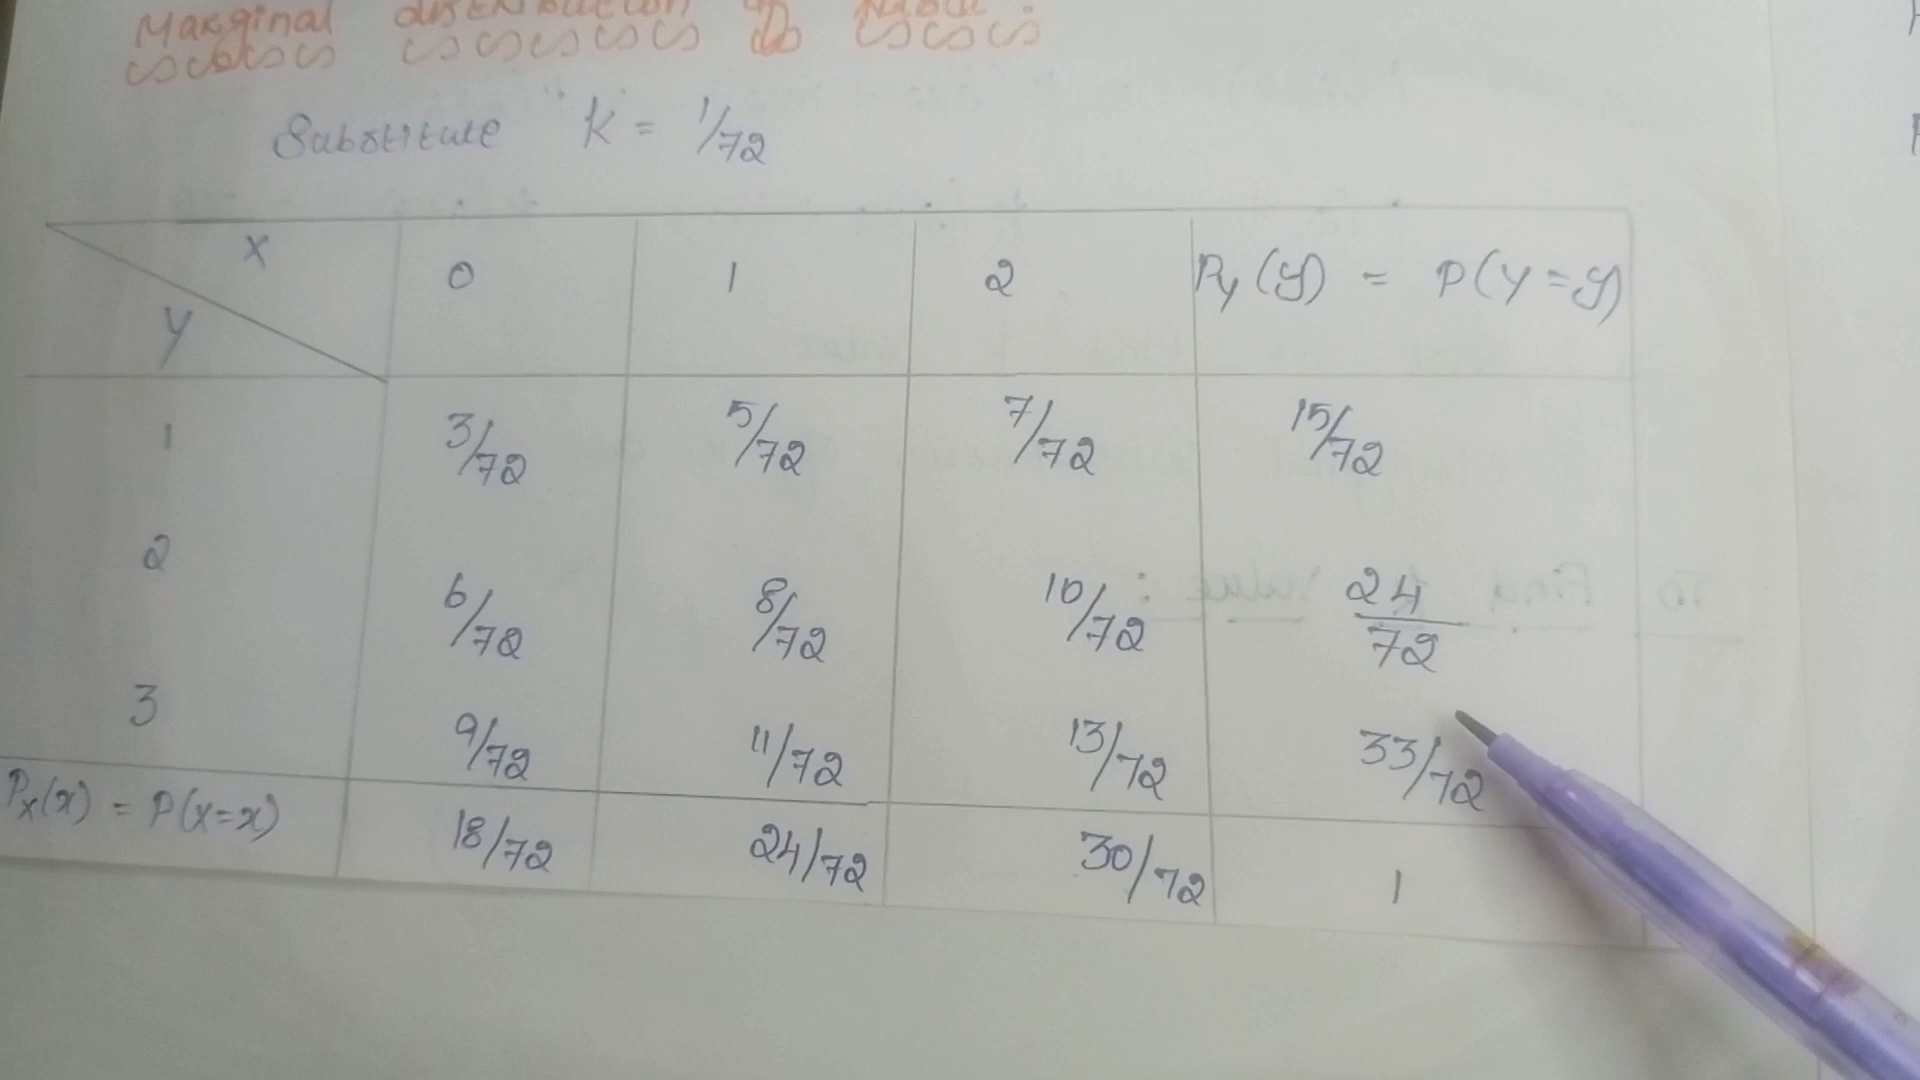 Marginal distribution table :
Substitute K = 1/72
X 0 1 2 Py(y) = P(Y=y)
Y
1 3/72 5/72 7/72 15/72
2 6/72 8/72 10/72 24/72
3 9/72 11/72 13/72 33/72
Px(x) = P(X=x) 18/72 24/72 30/72 1